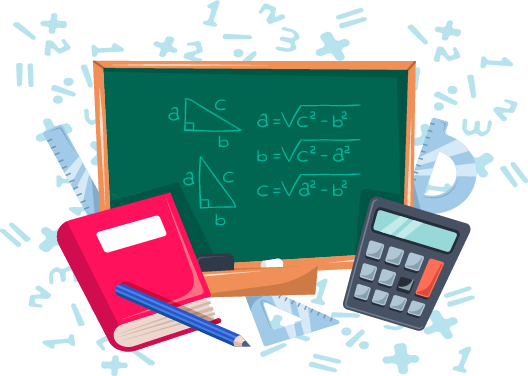 a c
b
a = √c² - b²
b = √c² - a²
c = √a² - b²
a c
b